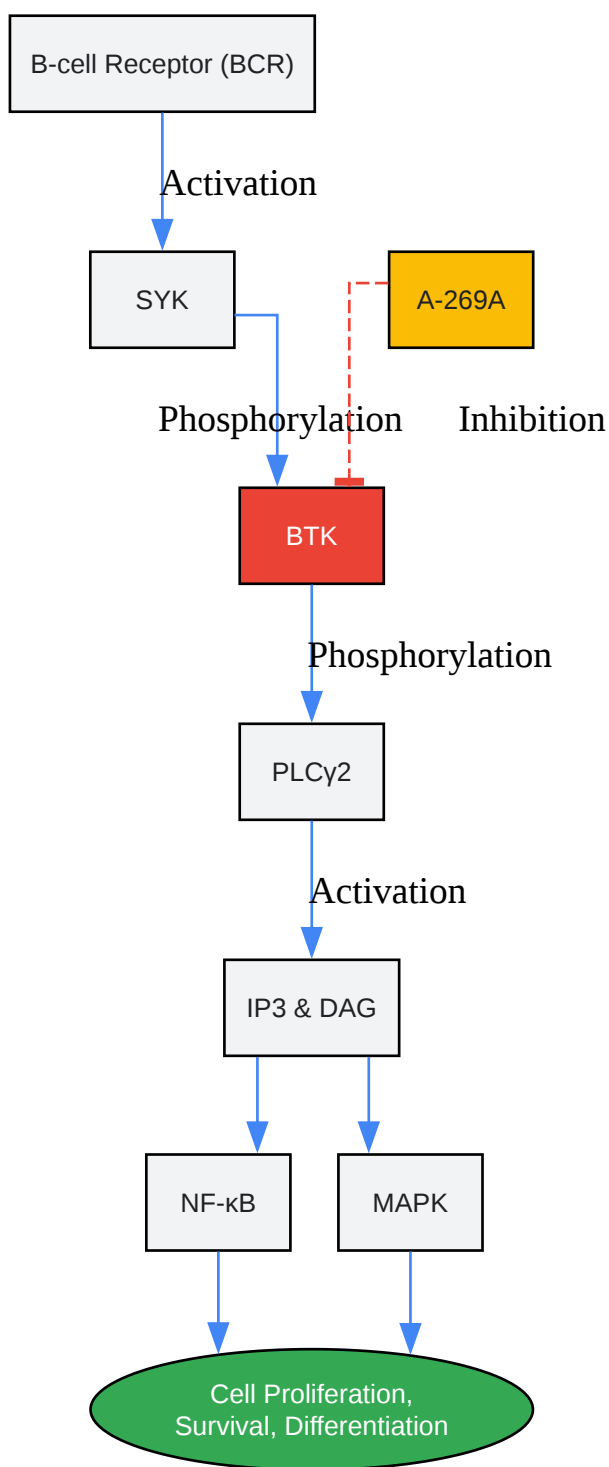 B-cell Receptor (BCR)
Activation
SYK
A-269A
Phosphorylation
Inhibition
BTK
Phosphorylation
PLCγ2
Activation
IP3 & DAG
NF-κB
MAPK
Cell Proliferation,
Survival, Differentiation